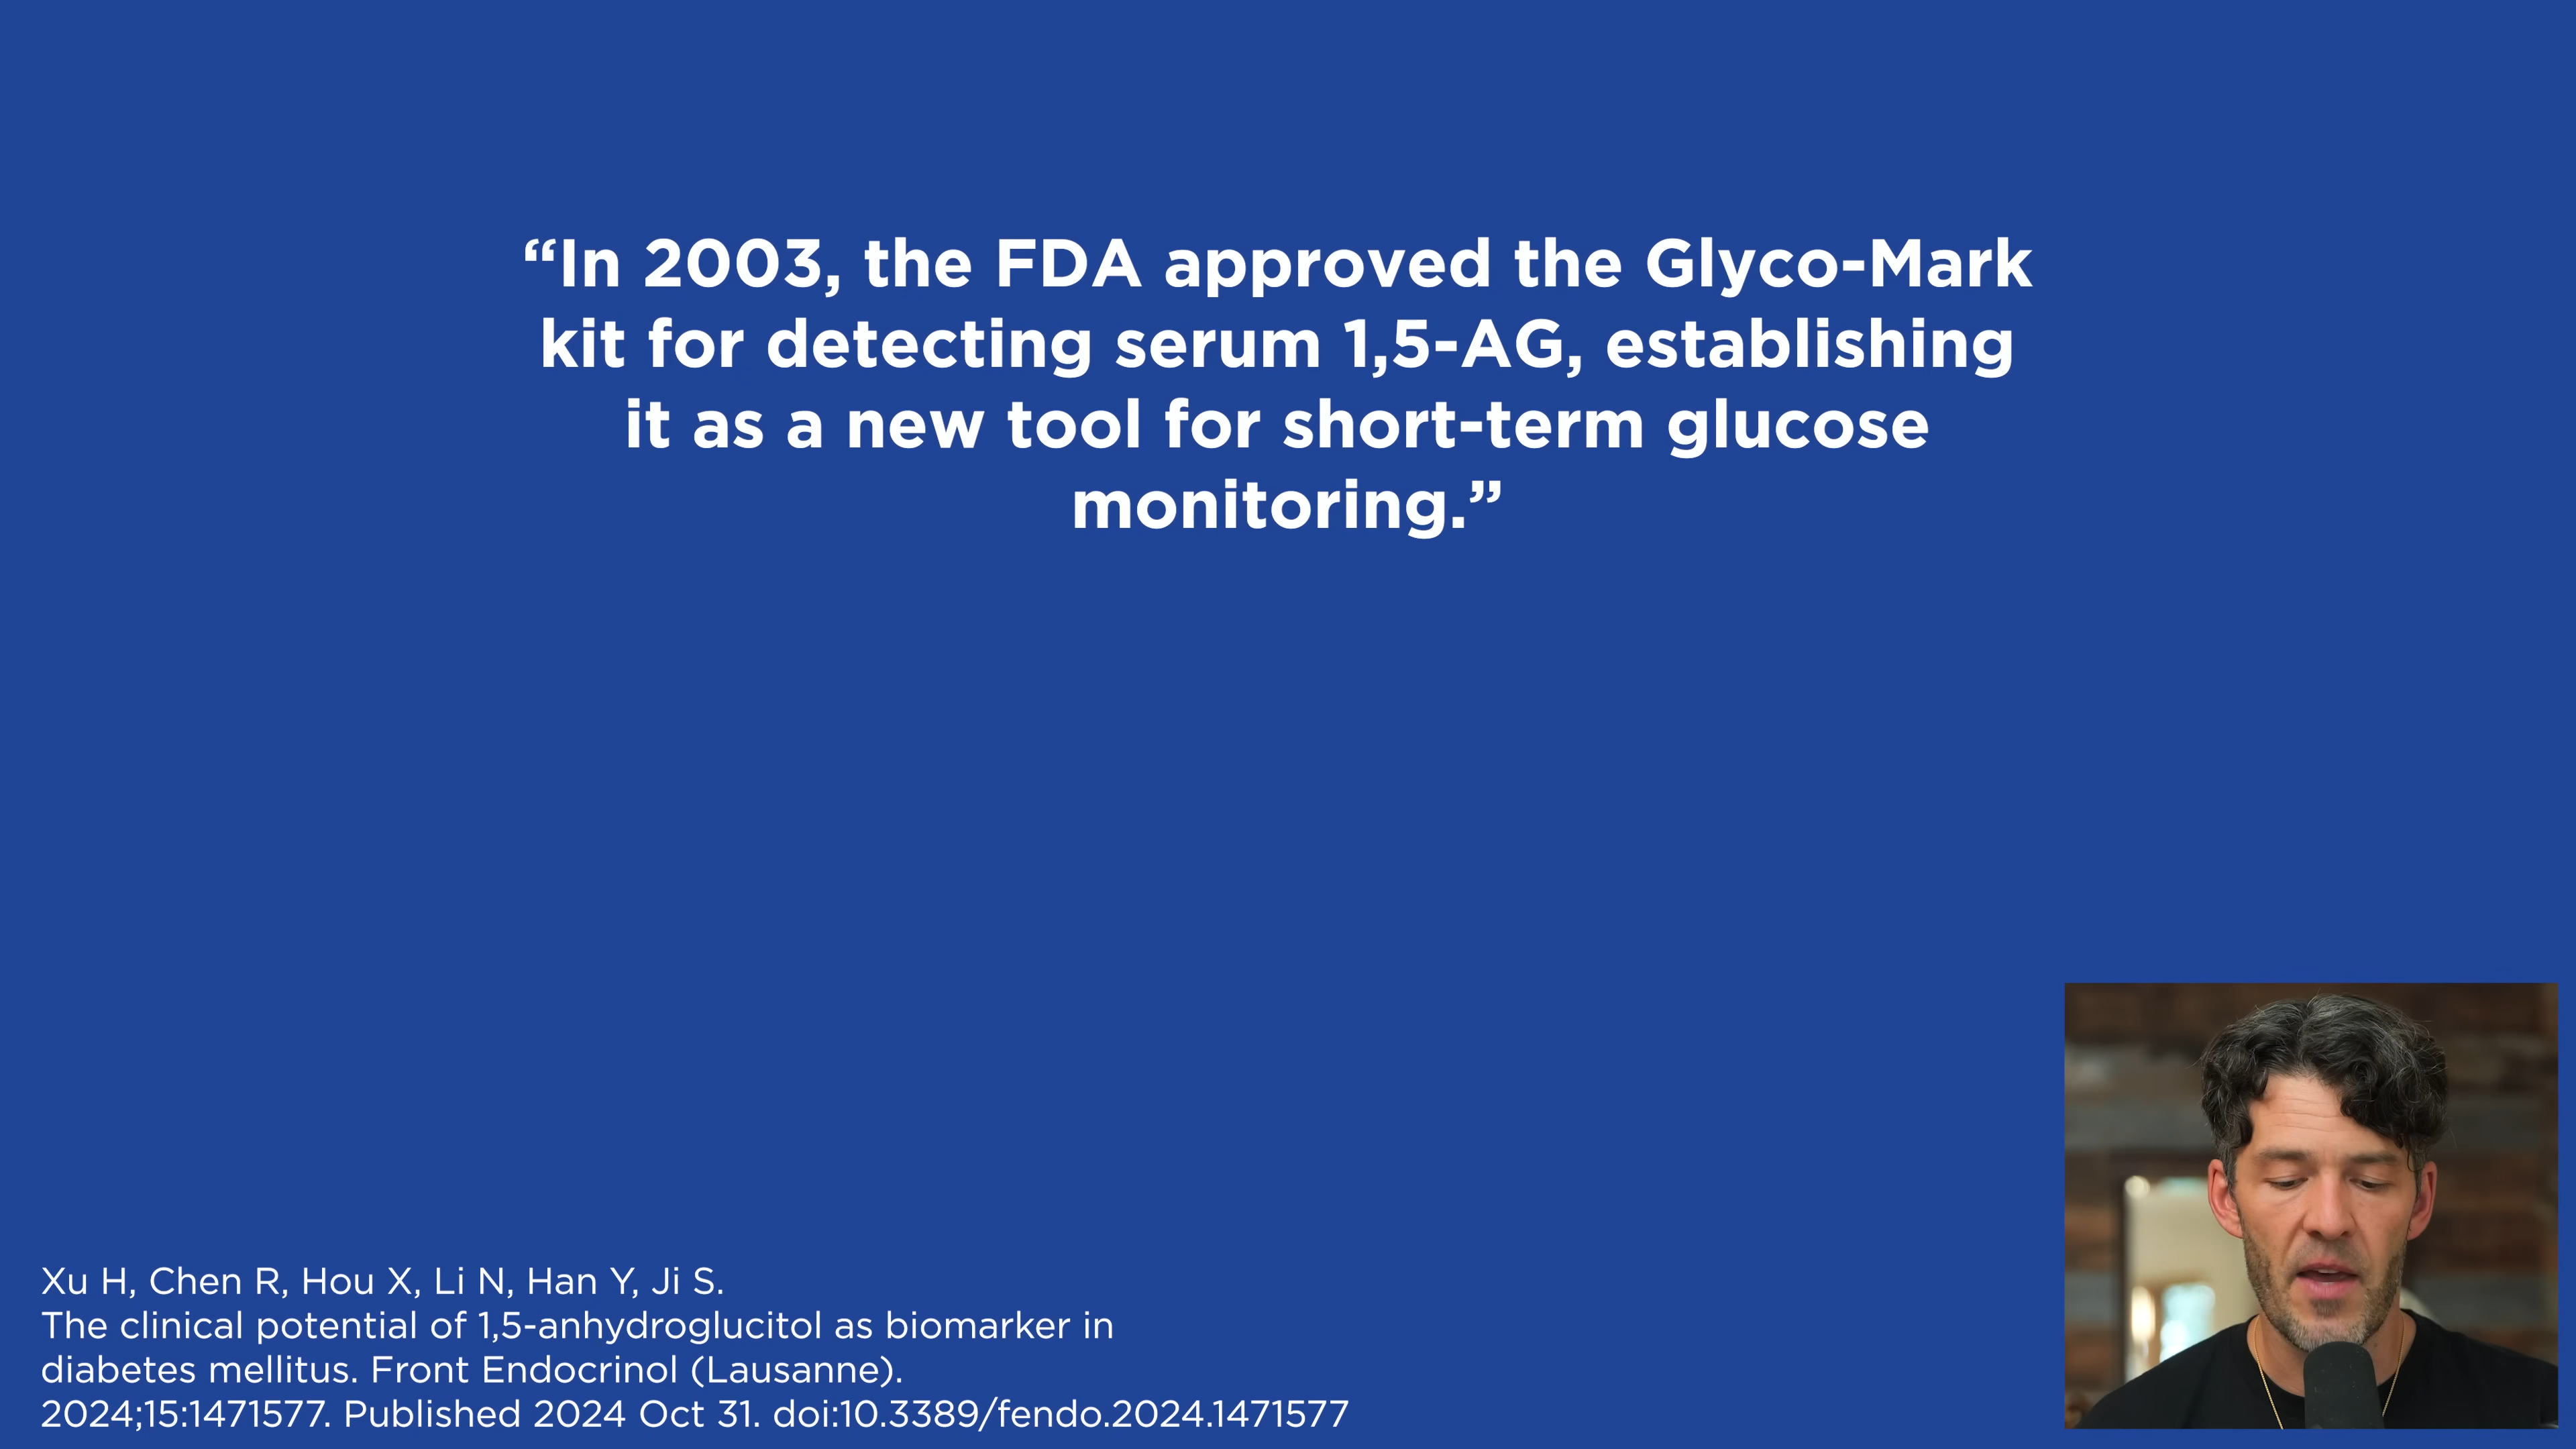 “In 2003, the FDA approved the Glyco-Mark
kit for detecting serum 1,5-AG, establishing
it as a new tool for short-term glucose
monitoring.”
Xu H, Chen R, Hou X, Li N, Han Y, Ji S.
The clinical potential of 1,5-anhydroglucitol as biomarker in
diabetes mellitus. Front Endocrinol (Lausanne).
2024;15:1471577. Published 2024 Oct 31. doi:10.3389/fendo.2024.1471577